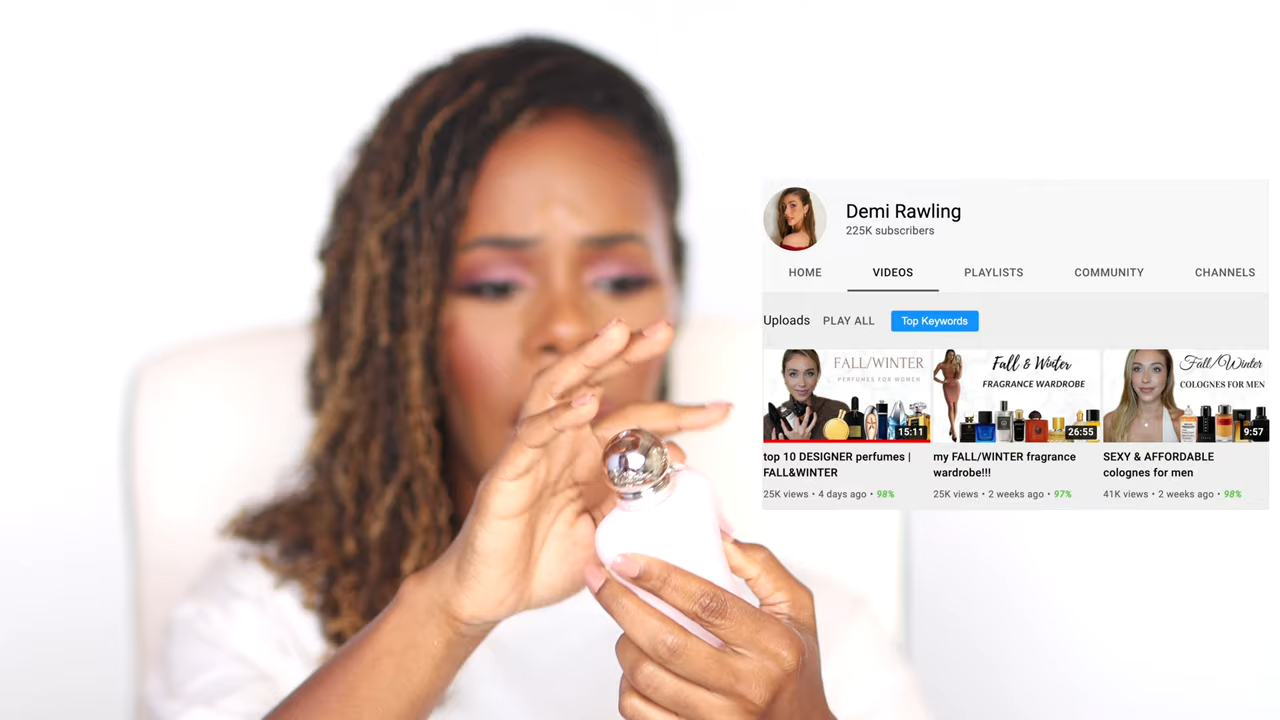 Demi Rawling
225K subscribers
HOME VIDEOS PLAYLISTS COMMUNITY CHANNELS
Uploads PLAY ALL Top Keywords
FALL/WINTER
PERFUMES FOR WOMEN
15:11
Fall & Winter
FRAGRANCE WARDROBE
26:55
Fall/Winter
COLOGNES FOR MEN
9:57
top 10 DESIGNER perfumes |
FALL&WINTER
25K views • 4 days ago • 98%
my FALL/WINTER fragrance
wardrobe!!!
25K views • 2 weeks ago • 97%
SEXY & AFFORDABLE
colognes for men
41K views • 2 weeks ago • 98%